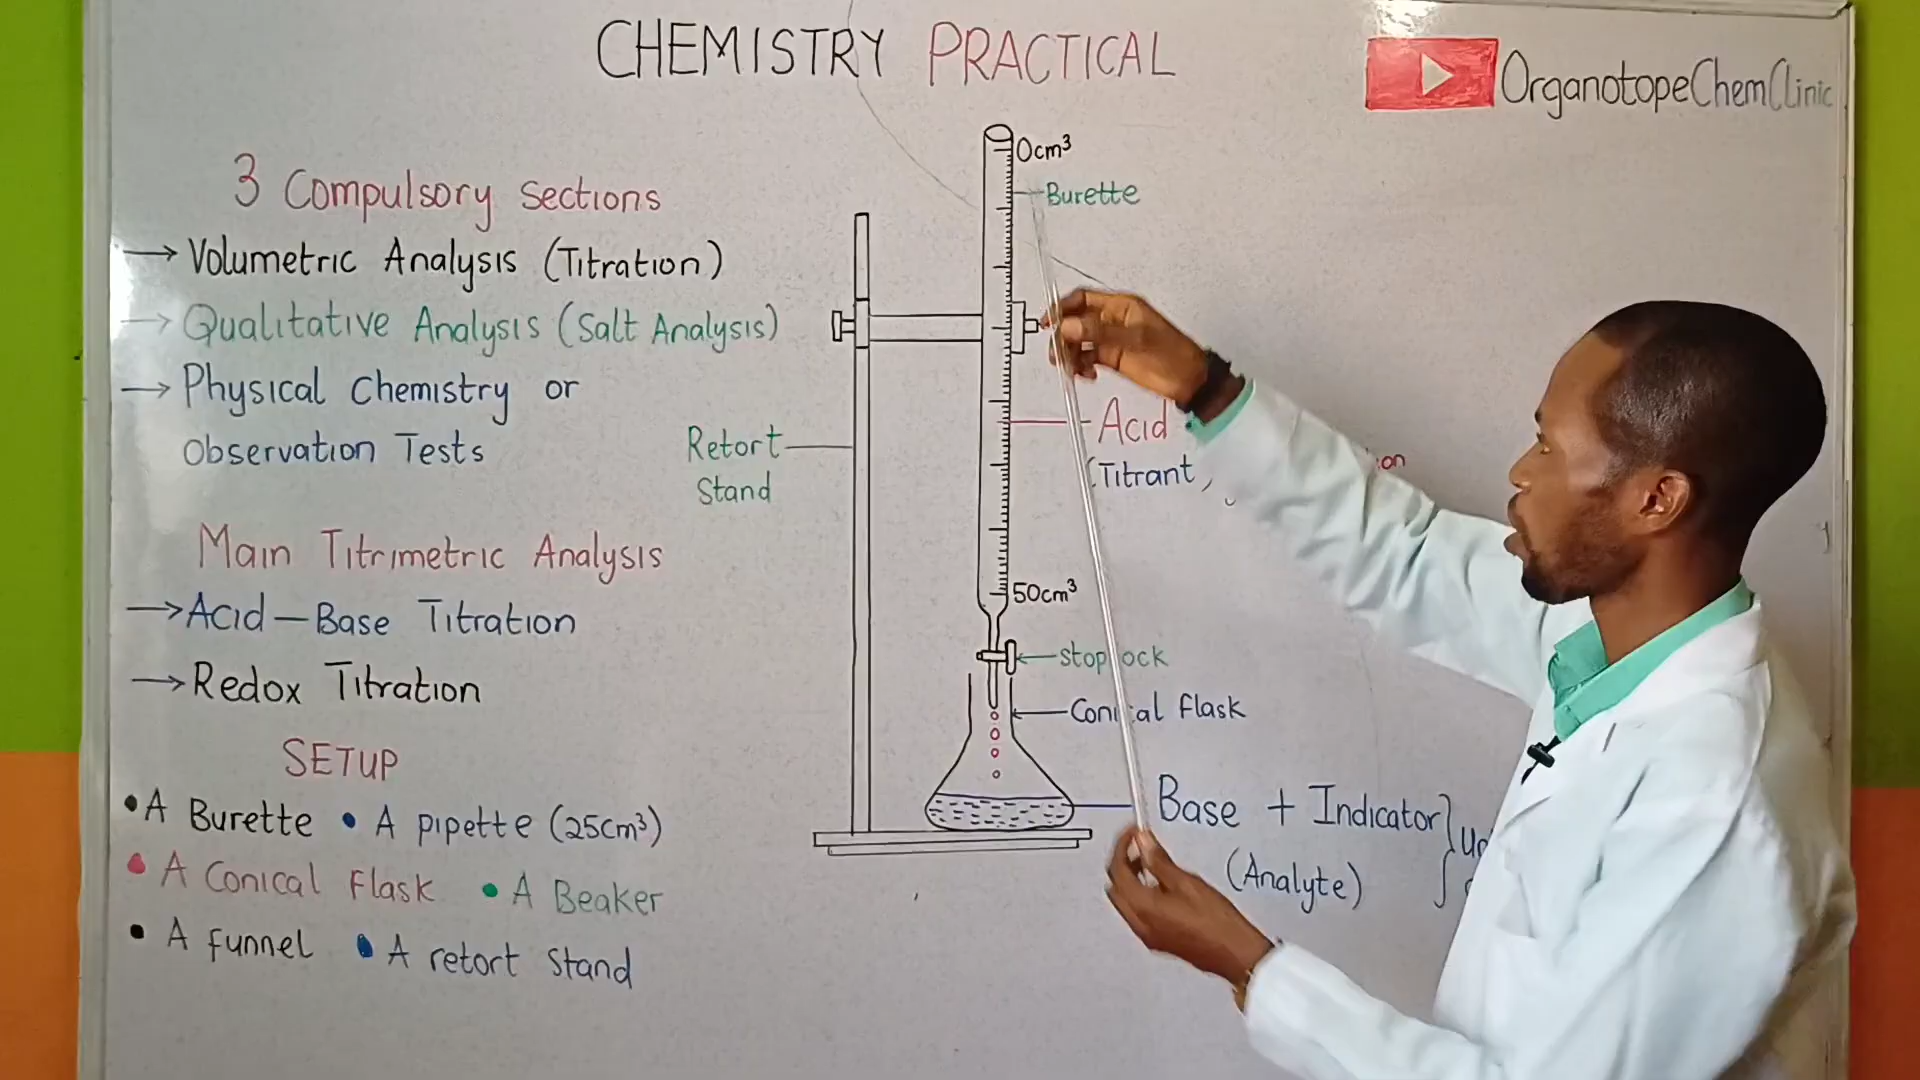 CHEMISTRY PRACTICAL
OrganotopeChemClinic
3 Compulsory Sections
→ Volumetric Analysis (Titration)
→ Qualitative Analysis (Salt Analysis)
→ Physical Chemistry or
Observation Tests
Main Titrimetric Analysis
→ Acid – Base Titration
→ Redox Titration
SETUP
• A Burette • A pipette (25cm³)
• A Conical Flask • A Beaker
• A funnel • A retort Stand
0cm³
Burette
Retort
Stand
Acid
(Titrant,
50cm³
Conical flask
Base + Indicator}
(Analyte)